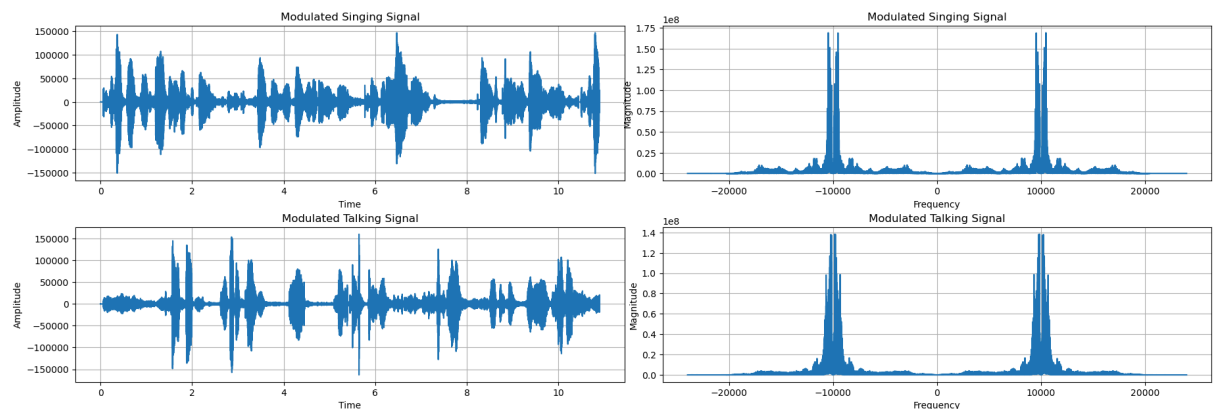 Modulated Singing Signal
Amplitude
150000
100000
50000
0
−50000
−100000
−150000
0 2 4 6 8 10
Time
Modulated Singing Signal
1e8
Magnitude
1.75
1.50
1.25
1.00
0.75
0.50
0.25
0.00
−20000 −10000 0 10000 20000
Frequency
Modulated Talking Signal
Amplitude
150000
100000
50000
0
−50000
−100000
−150000
0 2 4 6 8 10
Time
Modulated Talking Signal
1e8
Magnitude
1.4
1.2
1.0
0.8
0.6
0.4
0.2
0.0
−20000 −10000 0 10000 20000
Frequency